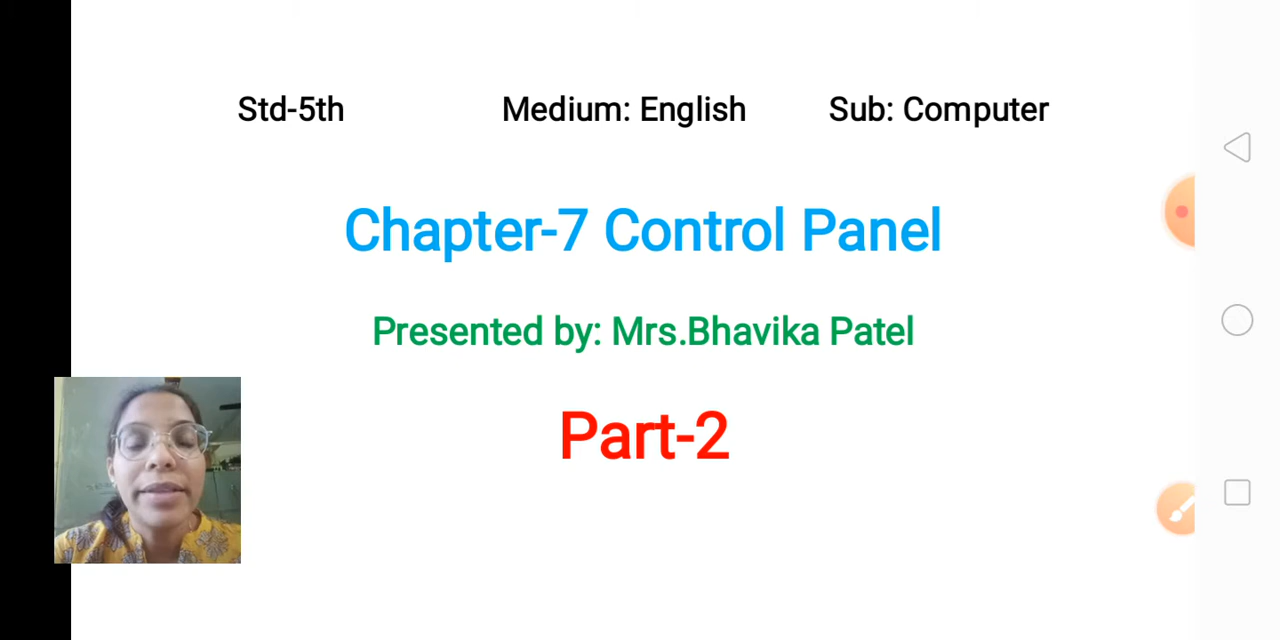 Std-5th Medium: English Sub: Computer
Chapter-7 Control Panel
Presented by: Mrs.Bhavika Patel
Part-2